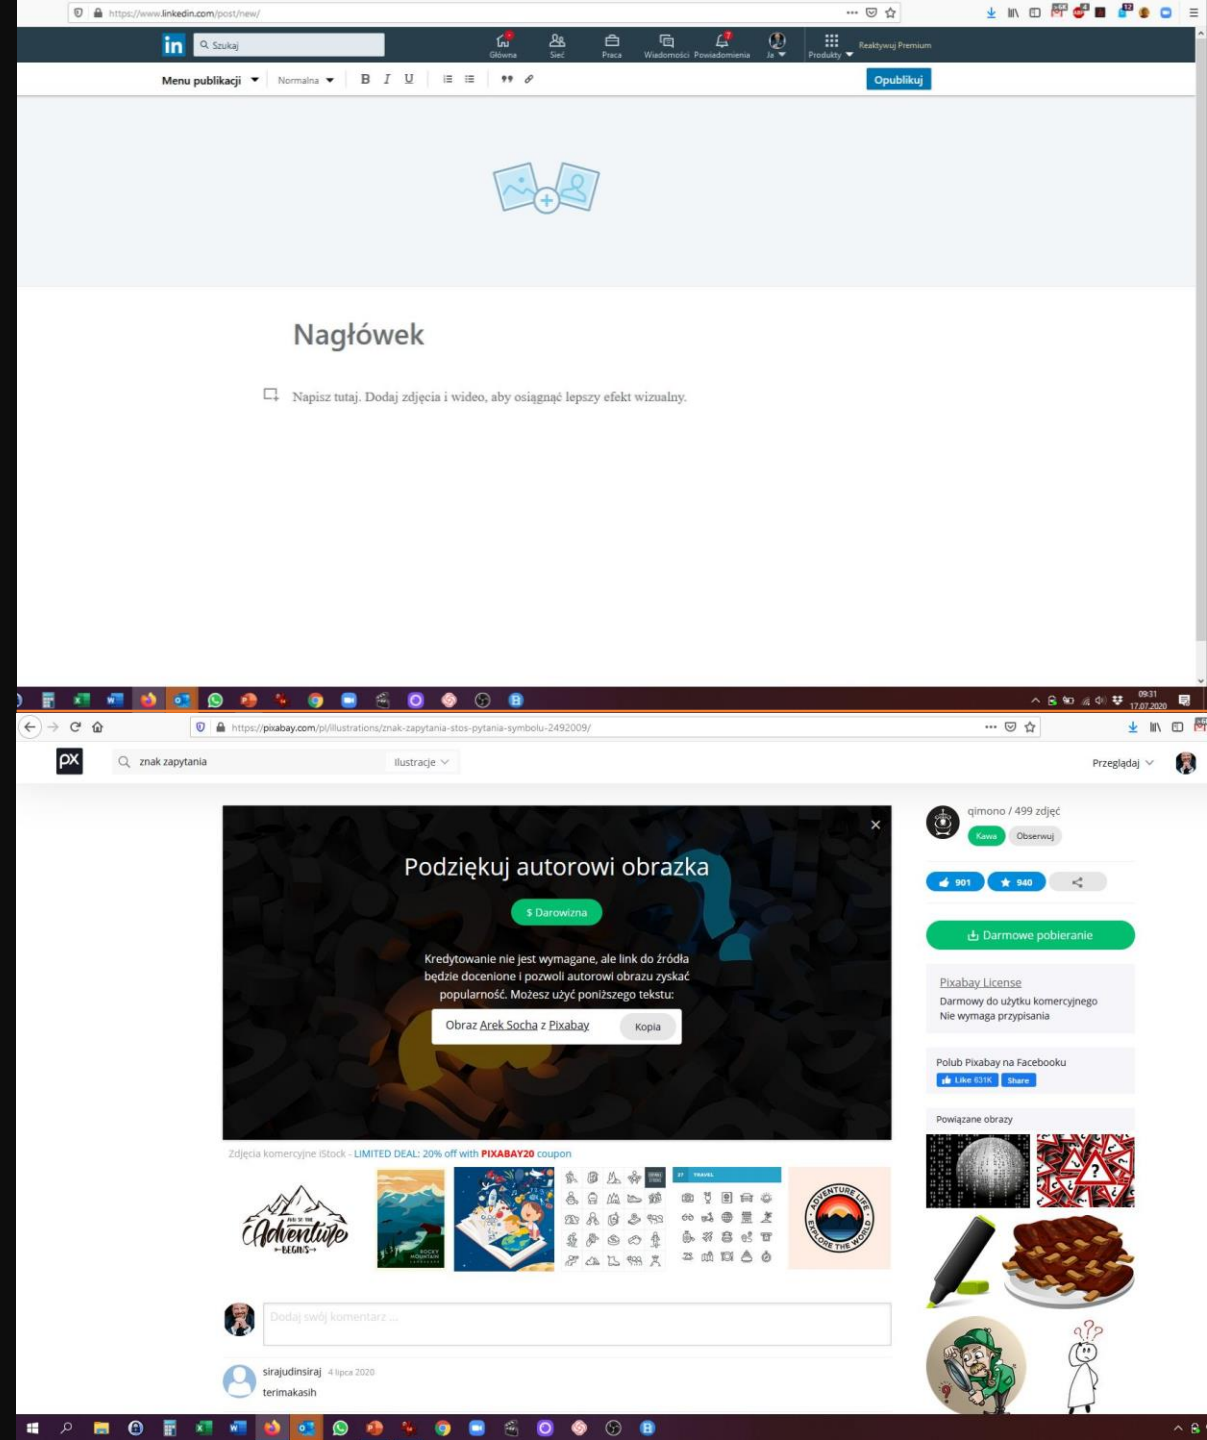 https://www.linkedin.com/post/new/
in
Szukaj
Główna
Sieć
Praca
Wiadomości
Powiadomienia
Ja
Produkty
Reaktywuj Premium
Menu publikacji
Normalna
B I U
Opublikuj
Nagłówek
Napisz tutaj. Dodaj zdjęcia i wideo, aby osiągnąć lepszy efekt wizualny.
09:31
17.07.2020
https://pixabay.com/pl/illustrations/znak-zapytania-stos-pytania-symbolu-2492009/
px
znak zapytania
Ilustracje
Przeglądaj
qimono / 499 zdjęć
Kawa
Obserwuj
Podziękuj autorowi obrazka
901
940
$ Darowizna
Darmowe pobieranie
Kredytowanie nie jest wymagane, ale link do źródła
będzie docenione i pozwoli autorowi obrazu zyskać
popularność. Możesz użyć poniższego tekstu:
Obraz Arek Socha z Pixabay
Kopia
Pixabay License
Darmowy do użytku komercyjnego
Nie wymaga przypisania
Polub Pixabay na Facebooku
Like 631K
Share
Powiązane obrazy
Zdjęcia komercyjne iStock - LIMITED DEAL: 20% off with PIXABAY20 coupon
Adventure
BEGINS
ROCKY
MOUNTAIN
TRAVEL
ADVENTURE LIFE
EXPLORE THE WORLD
Dodaj swój komentarz ...
sirajudinsiraj 4 lipca 2020
terimakasih